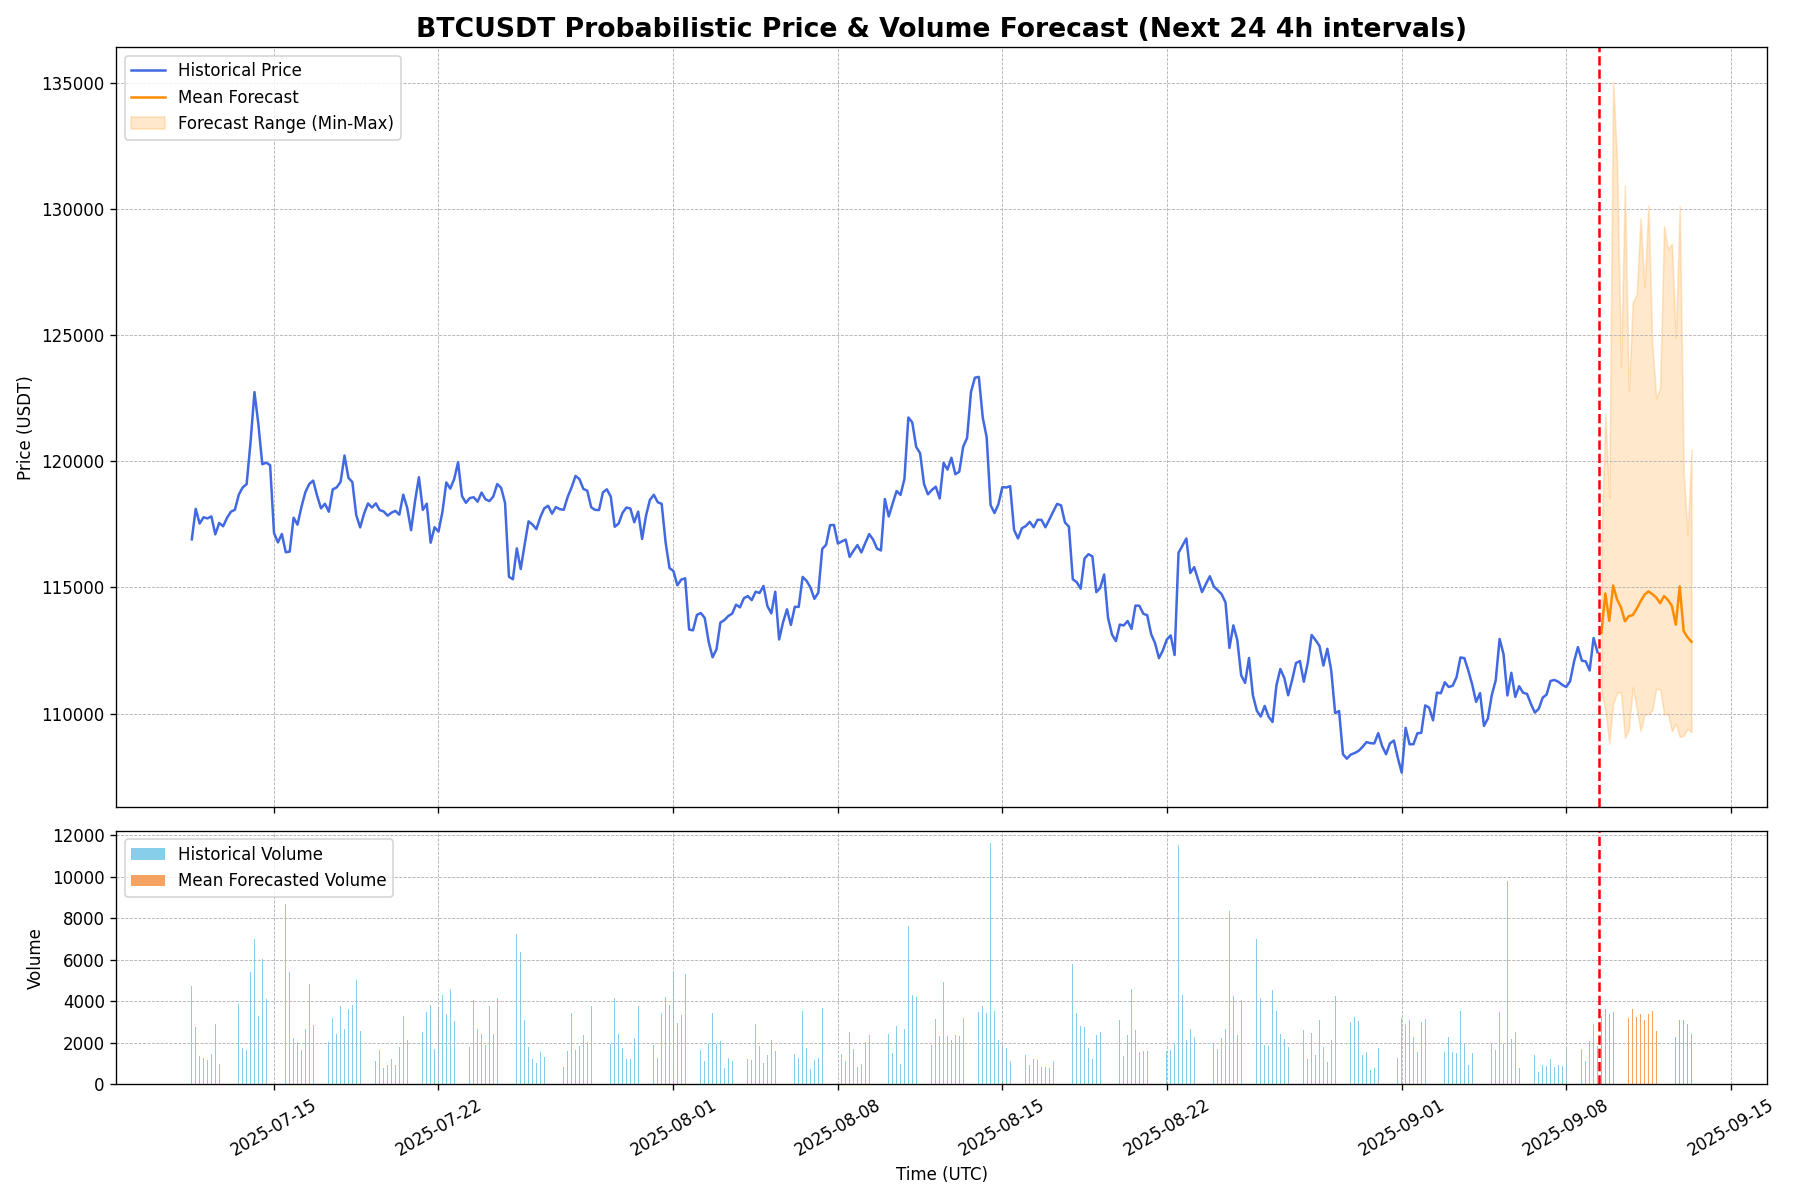 BTCUSDT Probabilistic Price & Volume Forecast (Next 24 4h intervals)
Historical Price
Mean Forecast
Forecast Range (Min-Max)
Price (USDT)
135000
130000
125000
120000
115000
110000
Historical Volume
Mean Forecasted Volume
Volume
12000
10000
8000
6000
4000
2000
0
2025-07-15
2025-07-22
2025-08-01
2025-08-08
2025-08-15
2025-08-22
2025-09-01
2025-09-08
2025-09-15
Time (UTC)